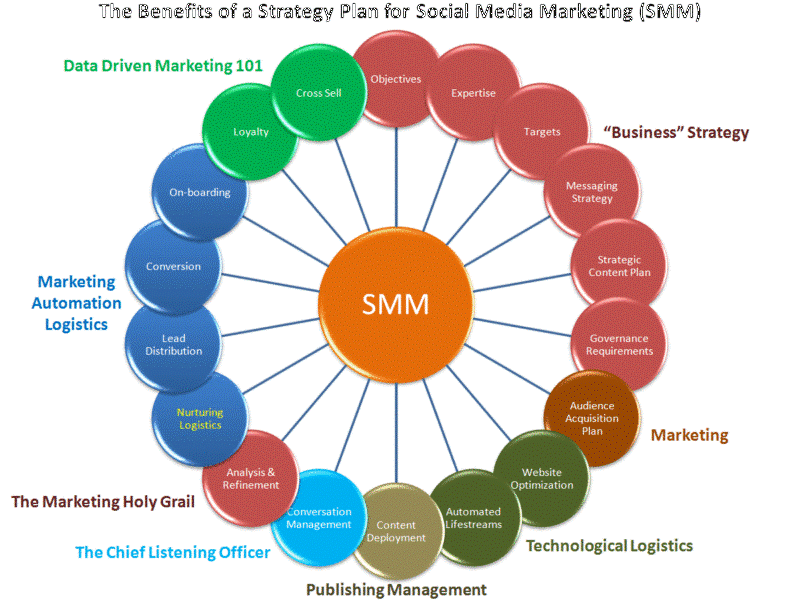 The Benefits of a Strategy Plan for Social Media Marketing (SMM)
Data Driven Marketing 101
Cross Sell
Objectives
Expertise
Loyalty
Targets
“Business” Strategy
On-boarding
Messaging
Strategy
Conversion
Strategic
Content Plan
Marketing
Automation
Logistics
SMM
Lead
Distribution
Governance
Requirements
Nurturing
Logistics
Audience
Acquisition
Plan
Marketing
Analysis &
Refinement
Website
Optimization
The Marketing Holy Grail
Conversation
Management
Content
Deployment
Automated
Lifestreams
The Chief Listening Officer
Technological Logistics
Publishing Management